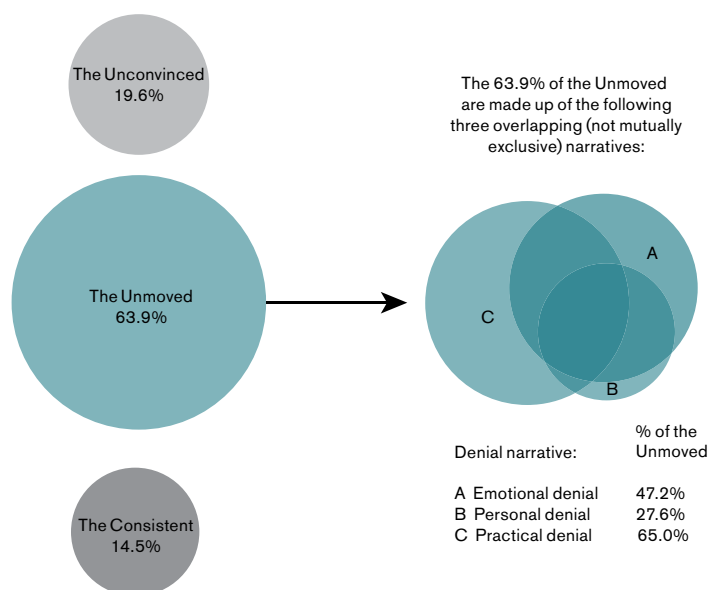 The Unconvinced
19.6%
The Unmoved
63.9%
The Consistent
14.5%
The 63.9% of the Unmoved
are made up of the following
three overlapping (not mutually
exclusive) narratives:
A
C
B
Denial narrative:
% of the
Unmoved
A Emotional denial 47.2%
B Personal denial 27.6%
C Practical denial 65.0%